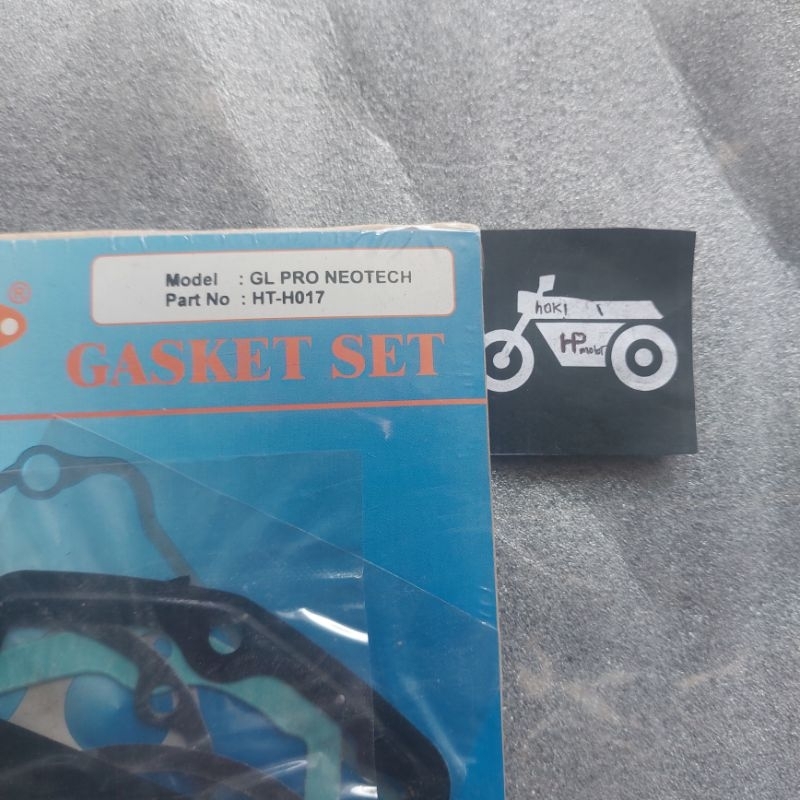 Model : GL PRO NEOTECH
Part No : HT-H017
®
GASKET SET
hOKI
HP motor